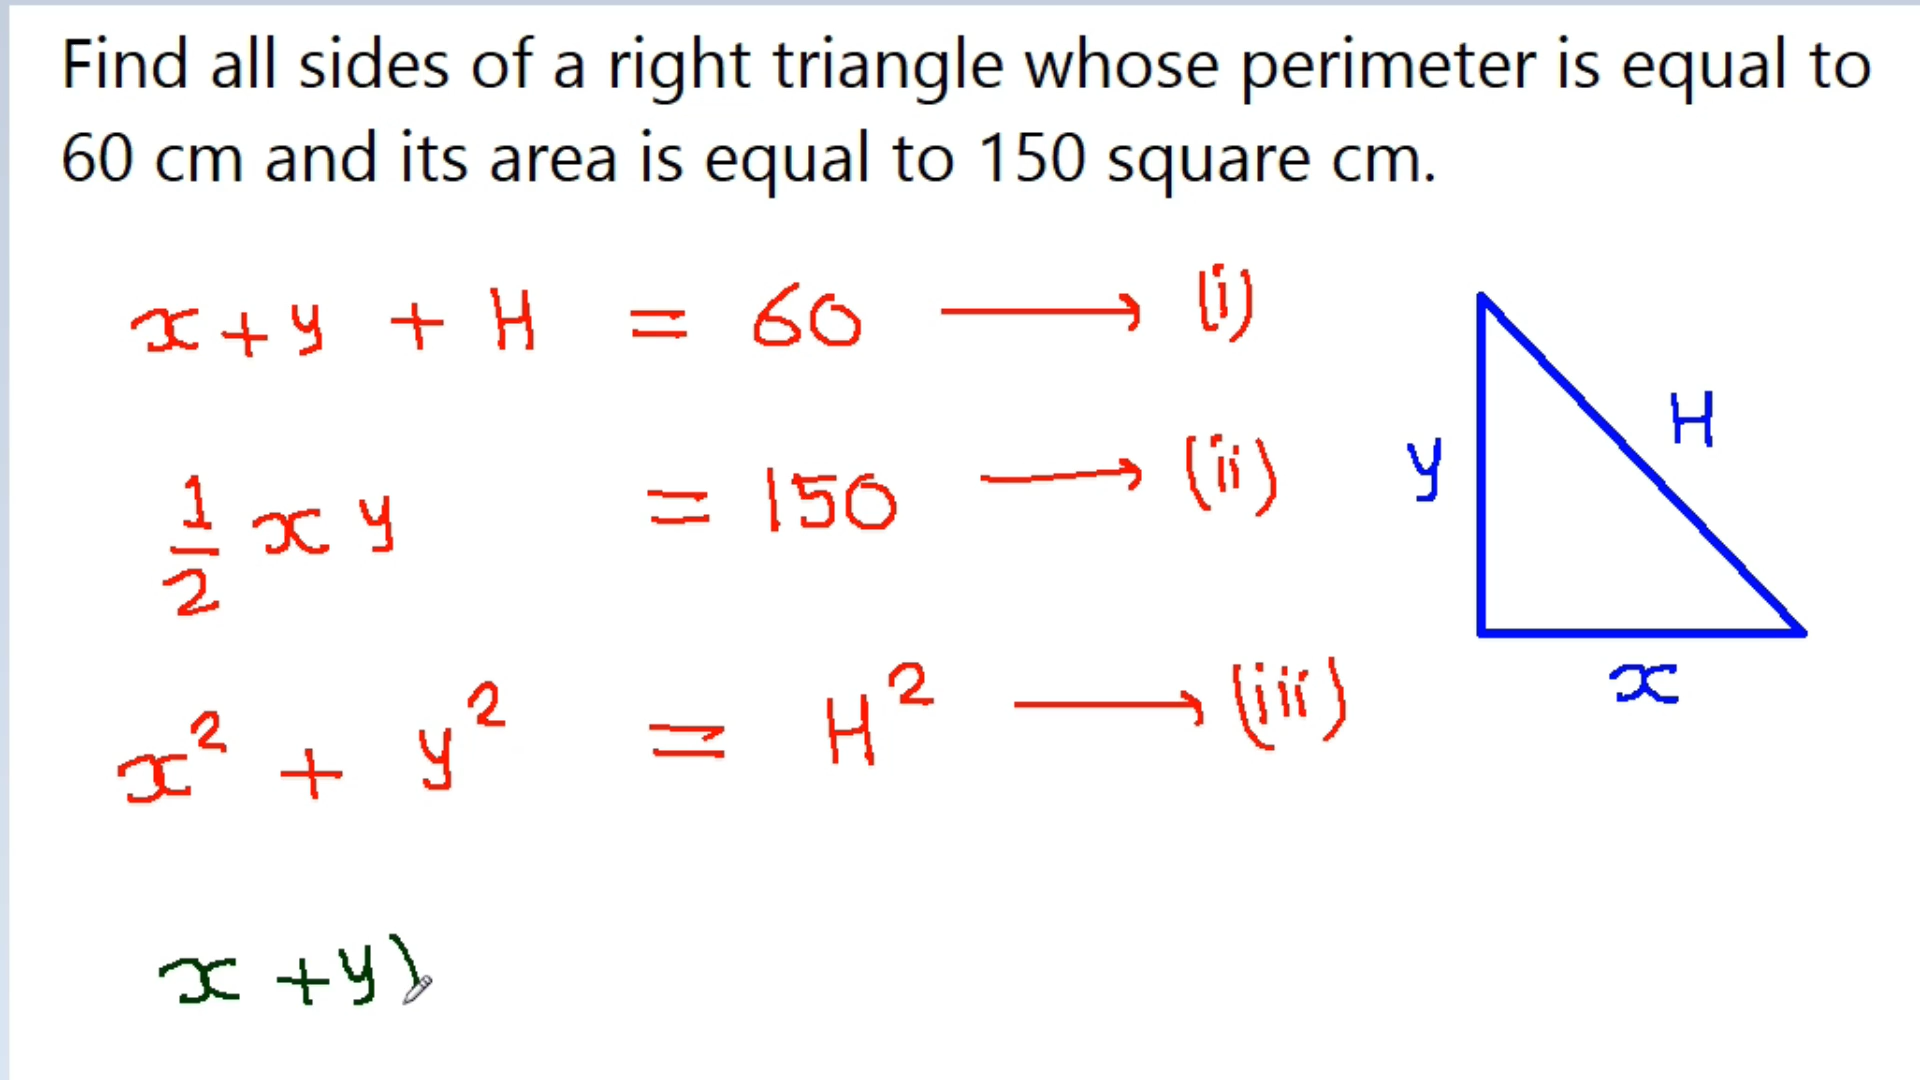 Find all sides of a right triangle whose perimeter is equal to
60 cm and its area is equal to 150 square cm.
x + y + H = 60 ⟶ (i)
1/2 x y = 150 ⟶ (ii)
y
H
x² + y² = H² ⟶ (iii)
x
x + y)